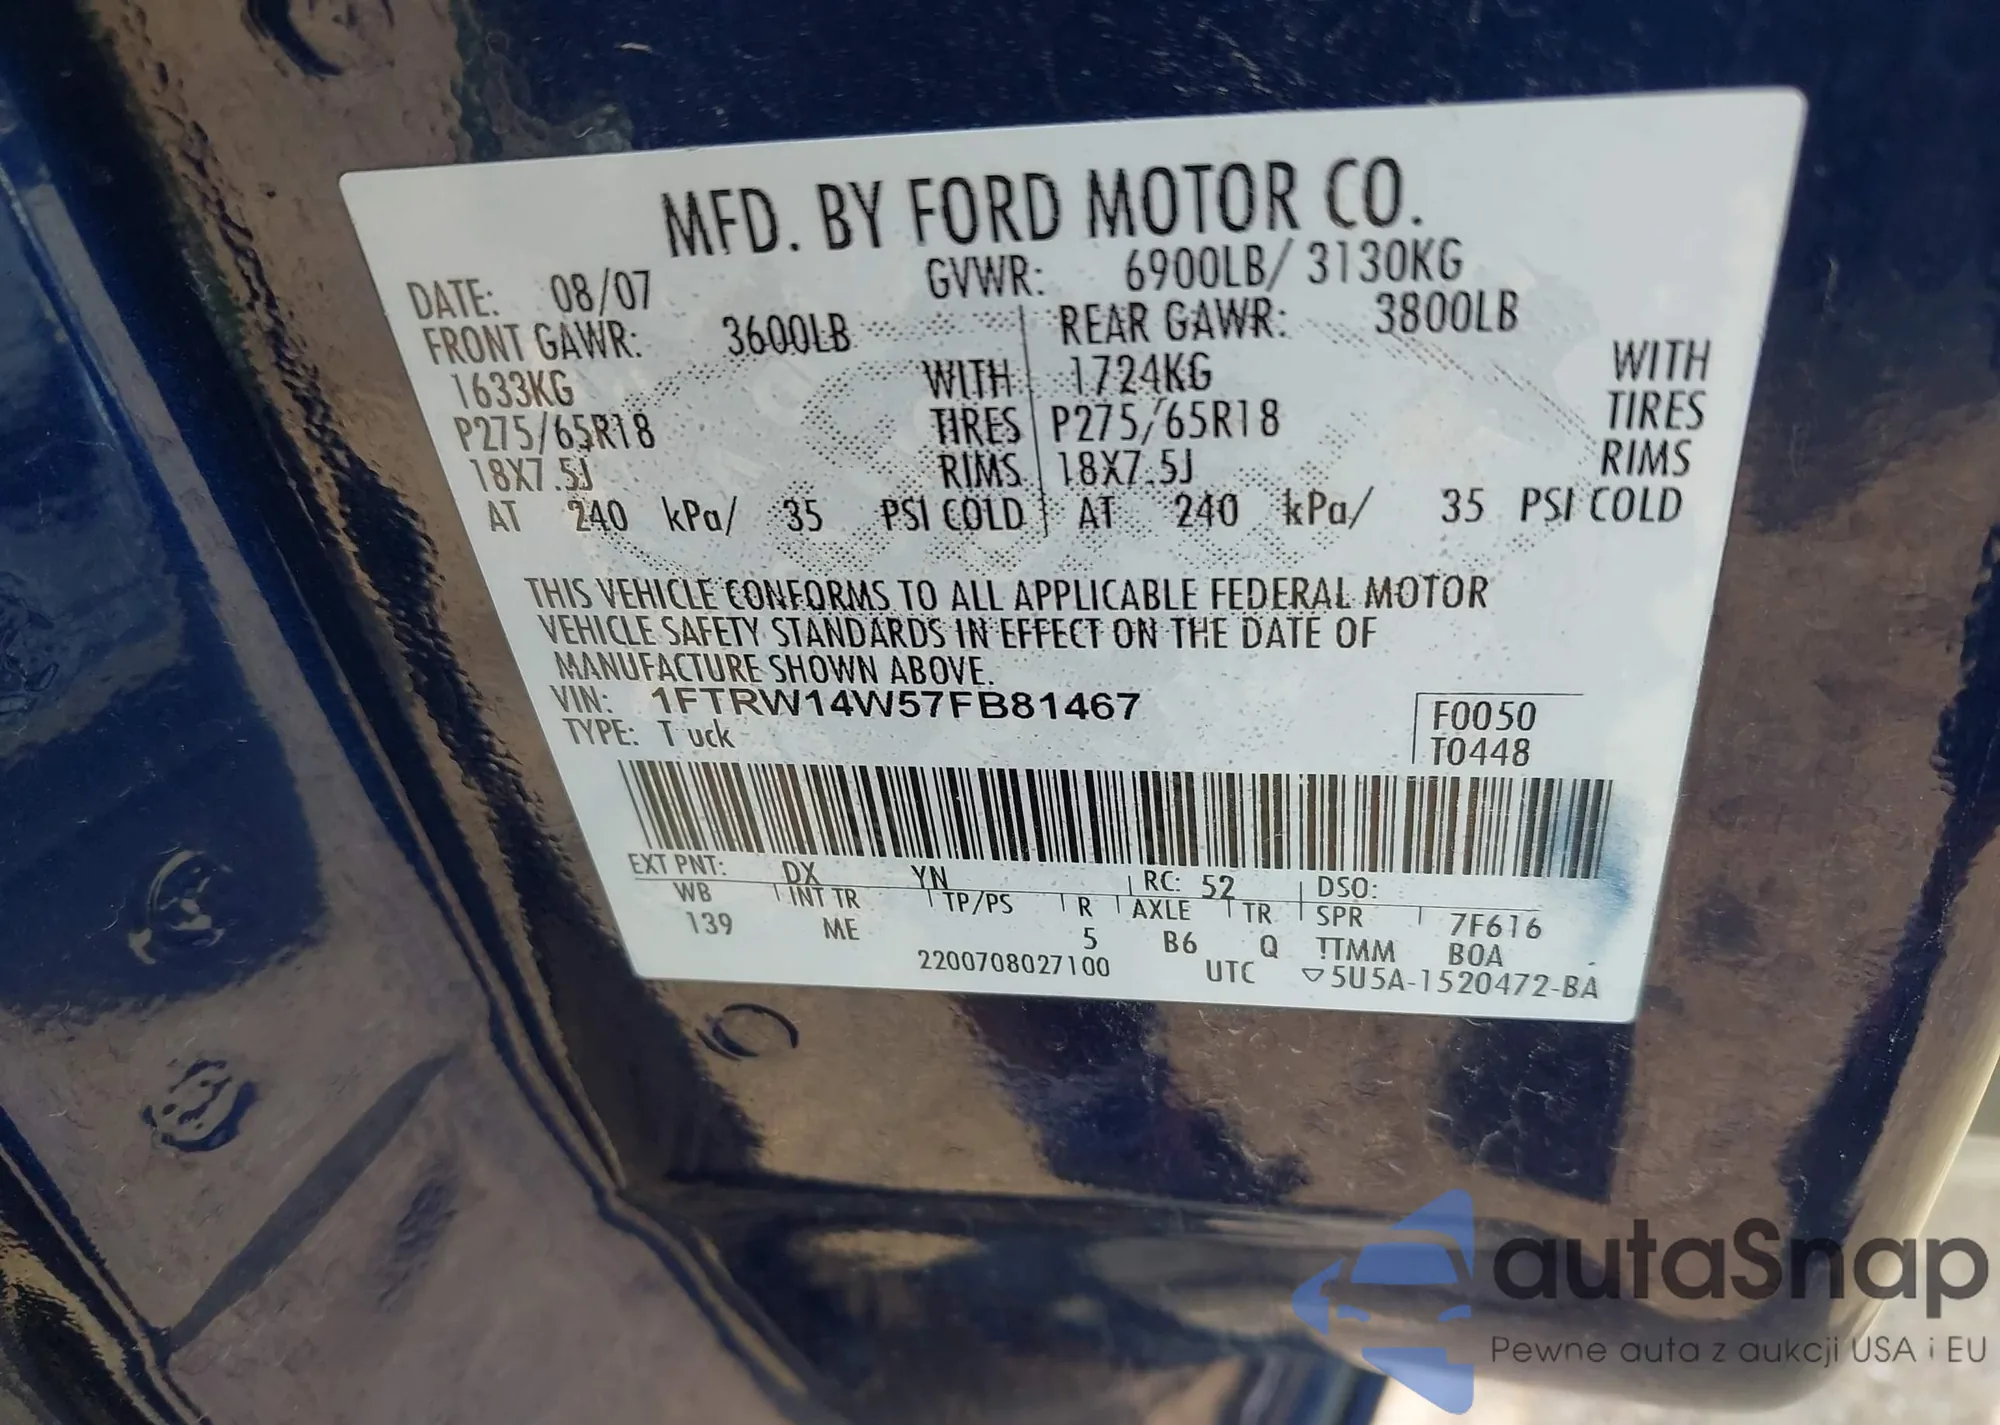 MFD. BY FORD MOTOR CO.
DATE: 08/07 GVWR: 6900LB/ 3130KG
FRONT GAWR: 3600LB REAR GAWR: 3800LB
1633KG WITH 1724KG WITH
P275/65R18 TIRES P275/65R18 TIRES
18X7.5J RIMS 18X7.5J RIMS
AT 240 kPa/ 35 PSI COLD AT 240 kPa/ 35 PSI COLD
THIS VEHICLE CONFORMS TO ALL APPLICABLE FEDERAL MOTOR
VEHICLE SAFETY STANDARDS IN EFFECT ON THE DATE OF
MANUFACTURE SHOWN ABOVE.
VIN: 1FTRW14W57FB81467 F0050
TYPE: T uck T0448
EXT PNT: DX YN RC: 52 DSO:
WB INT TR TP/PS R AXLE TR SPR 7F616
139 ME 5 B6 Q TTMM B0A
2200708027100 UTC 5U5A-1520472-BA
autaSnap
Pewne auta z aukcji USA i EU